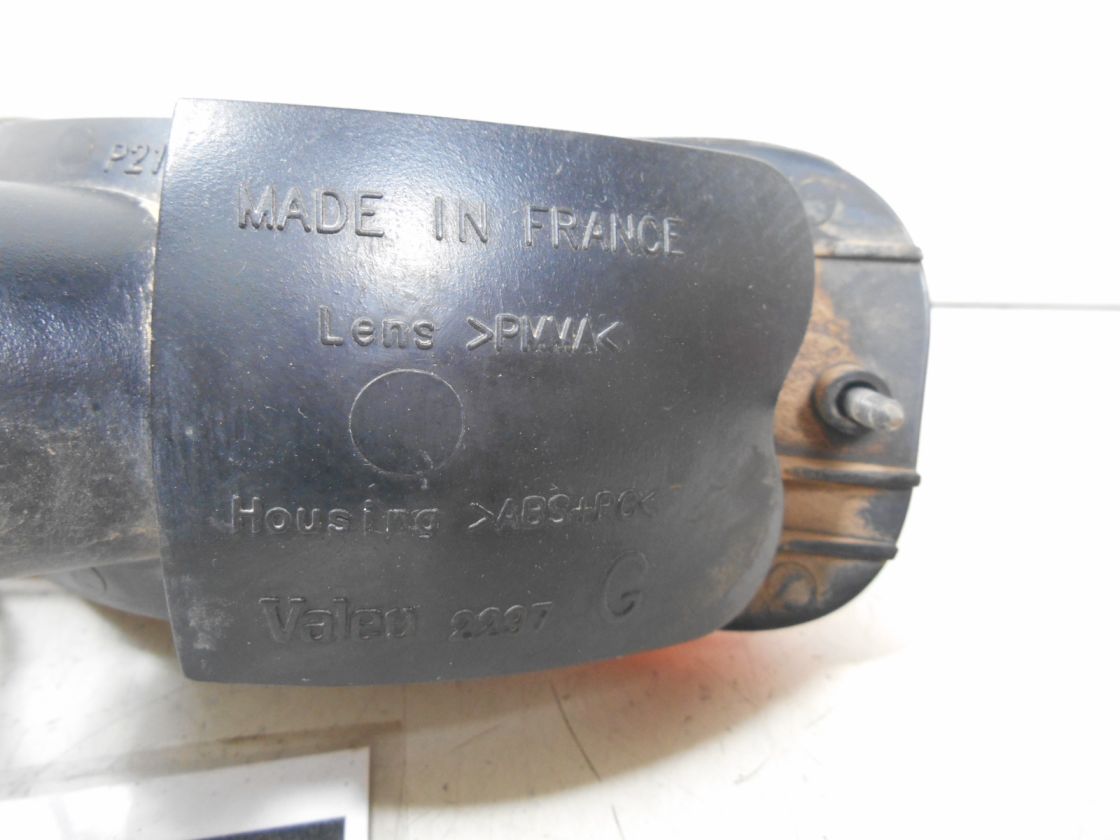 P21
MADE IN FRANCE
Lens >PMMA<
Housing >ABS+PC<
Valeo 2297 G